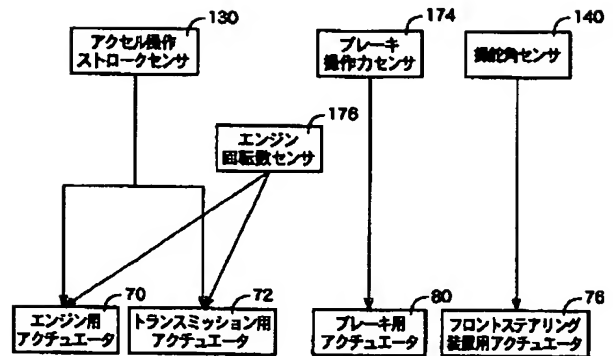 130
アクセル操作
ストロークセンサ
174
ブレーキ
操作力センサ
140
操舵角センサ
176
エンジン
回転数センサ
70
エンジン用
アクチュエータ
72
トランスミッション用
アクチュエータ
80
ブレーキ用
アクチュエータ
76
フロントステアリング
装置用アクチュエータ